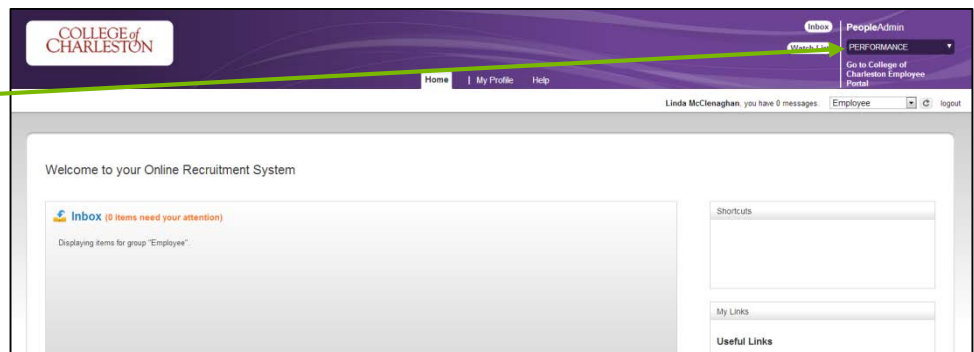 COLLEGE of
CHARLESTON
Inbox
PeopleAdmin
Watch List
PERFORMANCE
Go to College of
Charleston Employee
Portal
Home | My Profile Help
Linda McClenaghan, you have 0 messages. Employee logout
Welcome to your Online Recruitment System
Inbox (0 items need your attention)
Displaying items for group "Employee".
Shortcuts
My Links
Useful Links